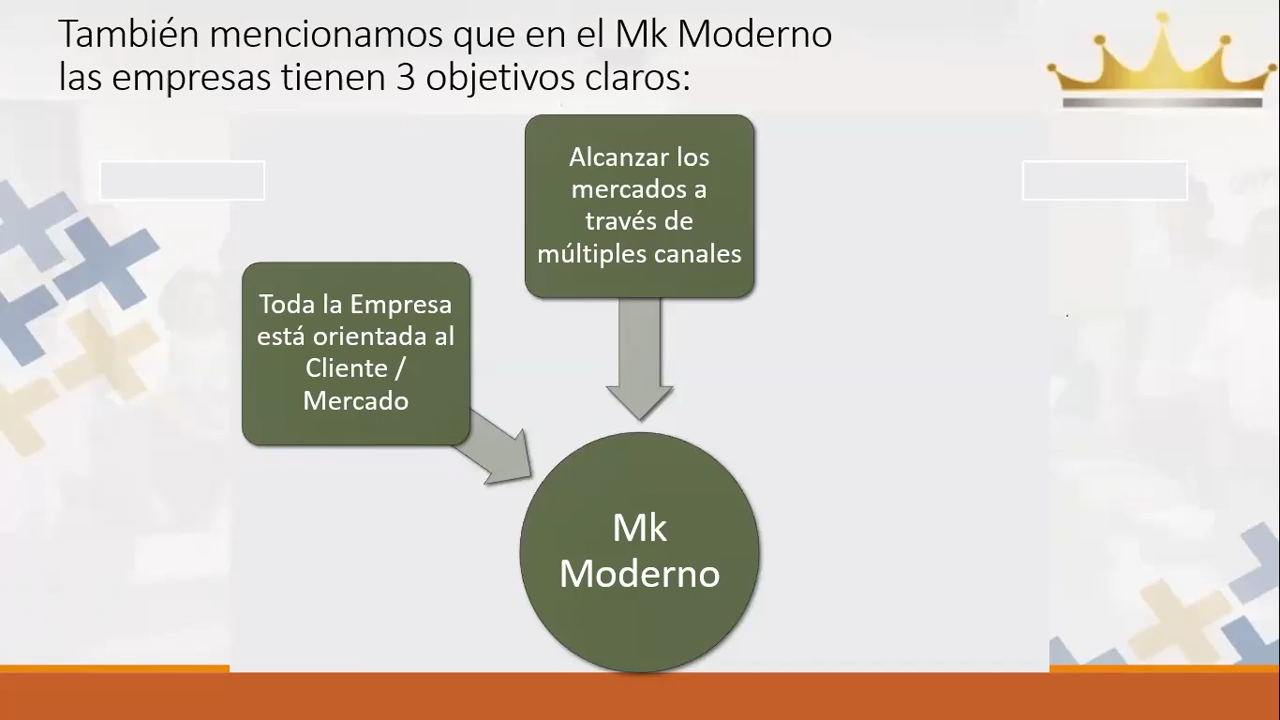 También mencionamos que en el Mk Moderno
las empresas tienen 3 objetivos claros:
Alcanzar los
mercados a
través de
múltiples canales
Toda la Empresa
está orientada al
Cliente /
Mercado
Mk
Moderno